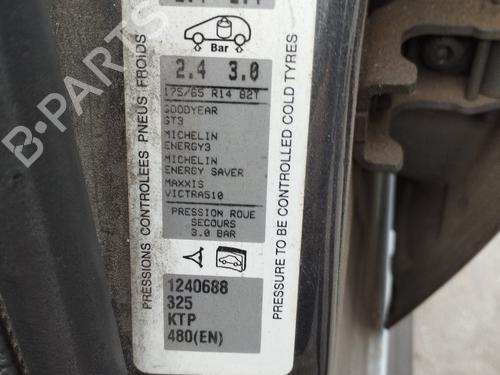 Bar
2.4 3.0
175/65 R14 82T
GOODYEAR
GT3
MICHELIN
ENERGY3
MICHELIN
ENERGY SAVER
MAXXIS
VICTRA510
PRESSION ROUE
SECOURS
3.0 BAR
1240688
325
KTP
480(EN)
PRESSIONS CONTROLEES PNEUS FROIDS
PRESSURE TO BE CONTROLLED COLD TYRES
B-PARTS